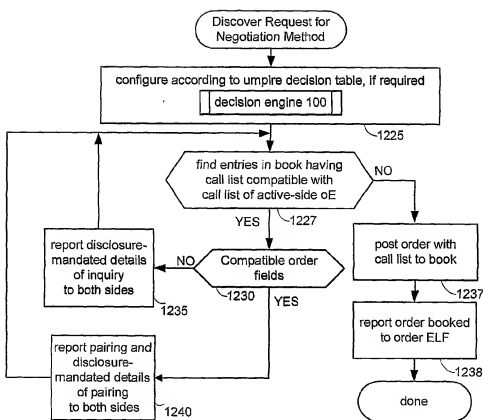 Discover Request for
Negotiation Method
configure according to umpire decision table, if required
decision engine 100
1225
find entries in book having
call list compatible with
call list of active-side oE
NO
YES
1227
report disclosure-
mandated details
of inquiry
to both sides
NO
Compatible order
fields
post order with
call list to book
1235
1230
YES
1237
report pairing and
disclosure-
mandated details
of pairing
to both sides
report order booked
to order ELF
1238
1240
done